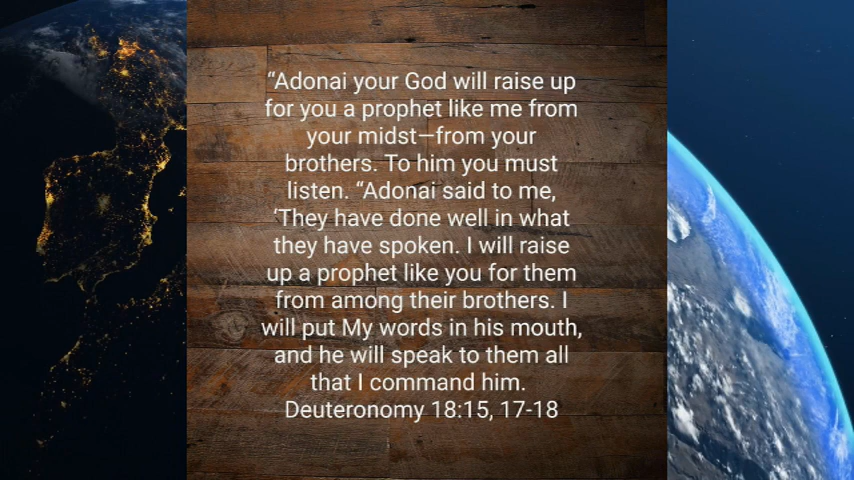 “Adonai your God will raise up
for you a prophet like me from
your midst—from your
brothers. To him you must
listen. “Adonai said to me,
‘They have done well in what
they have spoken. I will raise
up a prophet like you for them
from among their brothers. I
will put My words in his mouth,
and he will speak to them all
that I command him.
Deuteronomy 18:15, 17-18